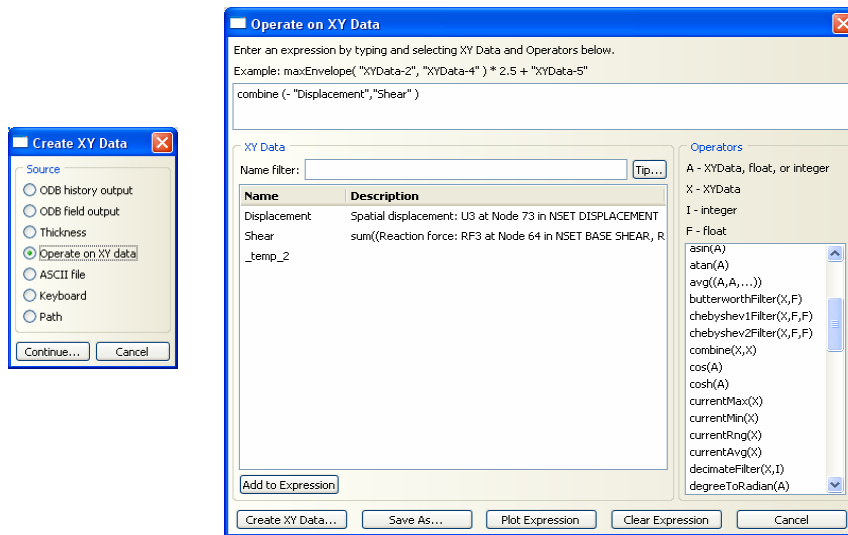 Create XY Data
Source
ODB history output
ODB field output
Thickness
Operate on XY data
ASCII file
Keyboard
Path
Continue... Cancel
Operate on XY Data
Enter an expression by typing and selecting XY Data and Operators below.
Example: maxEnvelope( "XYData-2", "XYData-4" ) * 2.5 + "XYData-5"
combine (- "Displacement","Shear" )
XY Data
Name filter: Tip...
Name Description
Displacement Spatial displacement: U3 at Node 73 in NSET DISPLACEMENT
Shear sum((Reaction force: RF3 at Node 64 in NSET BASE SHEAR, R
_temp_2
Add to Expression
Operators
A - XYData, float, or integer
X - XYData
I - integer
F - float
asin(A)
atan(A)
avg((A,A,...))
butterworthFilter(X,F)
chebyshev1Filter(X,F,F)
chebyshev2Filter(X,F,F)
combine(X,X)
cos(A)
cosh(A)
currentMax(X)
currentMin(X)
currentRng(X)
currentAvg(X)
decimateFilter(X,I)
degreeToRadian(A)
Create XY Data... Save As... Plot Expression Clear Expression Cancel